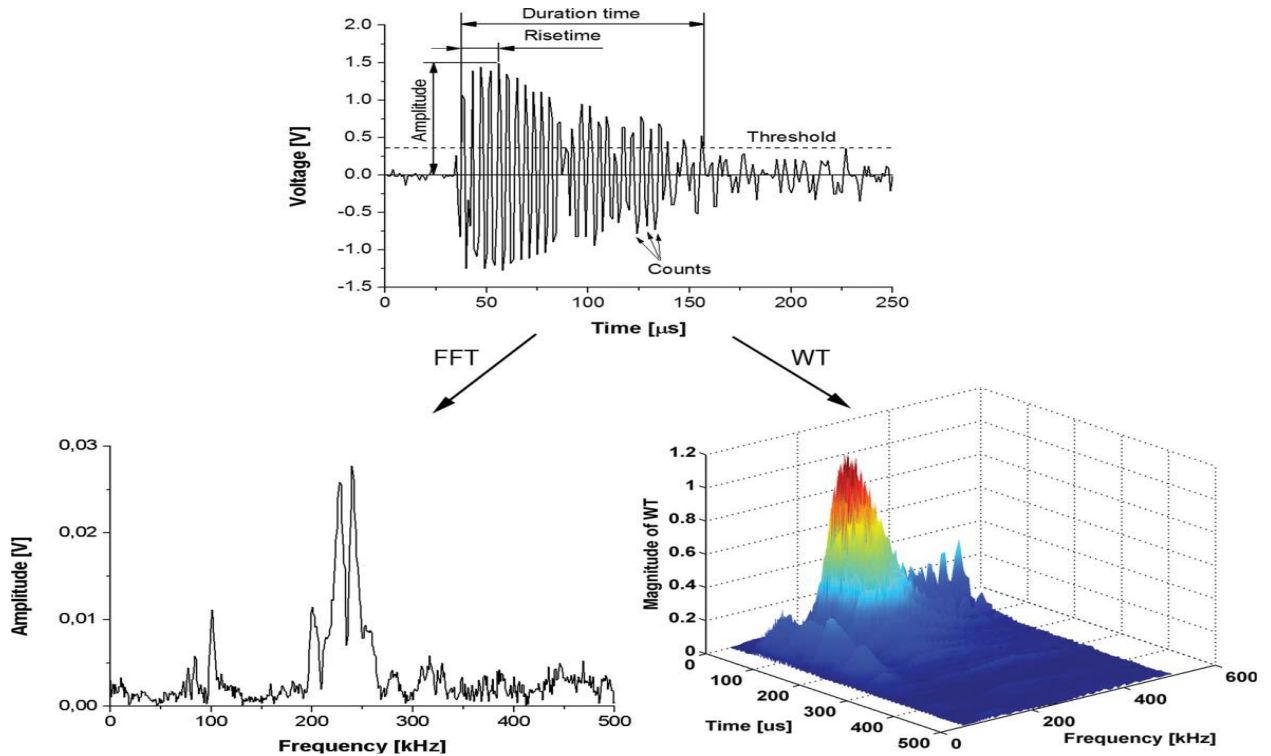 Duration time
Risetime
Amplitude
Threshold
Counts
Voltage [V]
2.0
1.5
1.0
0.5
0.0
-0.5
-1.0
-1.5
0 50 100 150 200 250
Time [μs]
FFT
WT
Amplitude [V]
0,03
0,02
0,01
0,00
0 100 200 300 400 500
Frequency [kHz]
Magnitude of WT
1.2
1
0.8
0.6
0.4
0.2
0
0 100 200 300 400 500
Time [us]
0 200 400 600
Frequency [kHz]